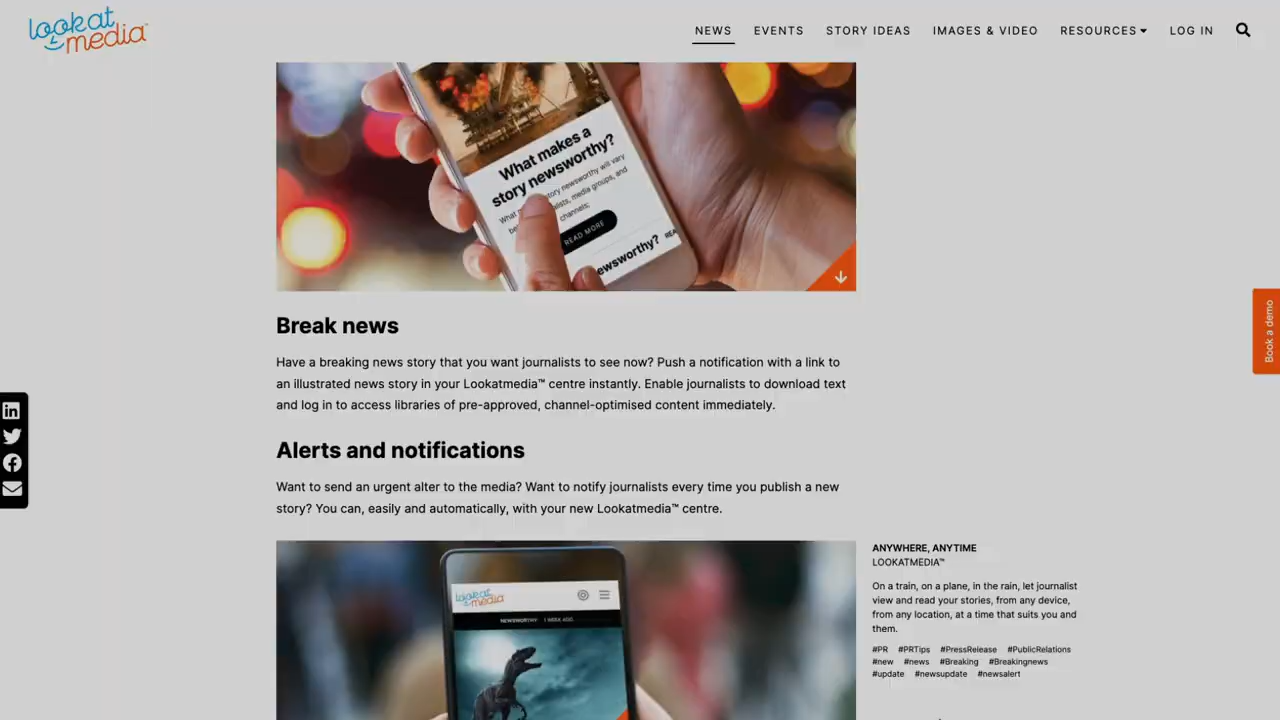 lookat media™
NEWS EVENTS STORY IDEAS IMAGES & VIDEO RESOURCES LOG IN
What makes a
story newsworthy?
READ MORE
ewsworthy?
Book a demo
Break news
Have a breaking news story that you want journalists to see now? Push a notification with a link to
an illustrated news story in your Lookatmedia™ centre instantly. Enable journalists to download text
and log in to access libraries of pre-approved, channel-optimised content immediately.
Alerts and notifications
Want to send an urgent alter to the media? Want to notify journalists every time you publish a new
story? You can, easily and automatically, with your new Lookatmedia™ centre.
lookat media
NEWSWORTHY 1 WEEK AGO
ANYWHERE, ANYTIME
LOOKATMEDIA™
On a train, on a plane, in the rain, let journalist
view and read your stories, from any device,
from any location, at a time that suits you and
them.
#PR #PRTips #PressRelease #PublicRelations
#new #news #Breaking #Breakingnews
#update #newsupdate #newsalert